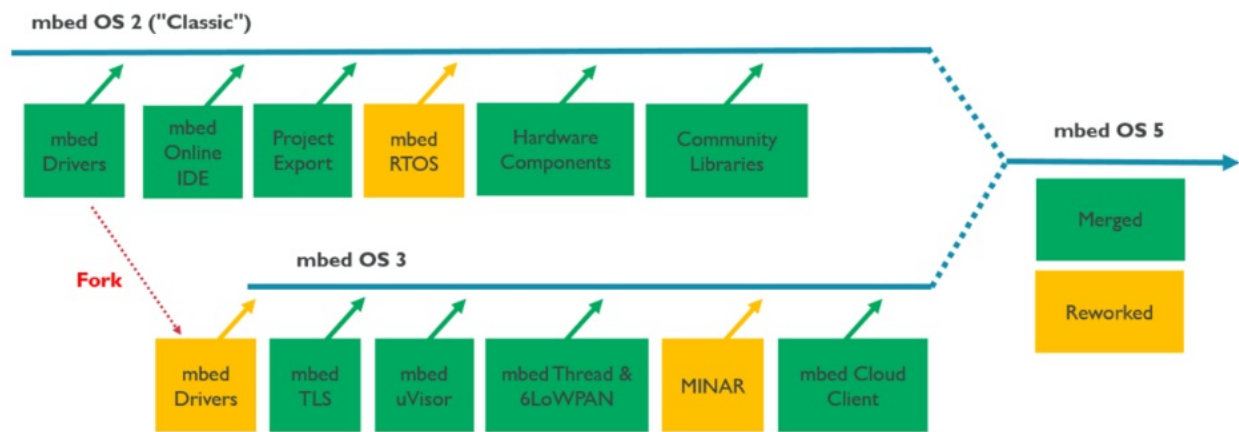 mbed OS 2 ("Classic")
mbed
Drivers
mbed
Online
IDE
Project
Export
mbed
RTOS
Hardware
Components
Community
Libraries
mbed OS 5
Merged
Reworked
Fork
mbed OS 3
mbed
Drivers
mbed
TLS
mbed
uVisor
mbed Thread &
6LoWPAN
MINAR
mbed Cloud
Client